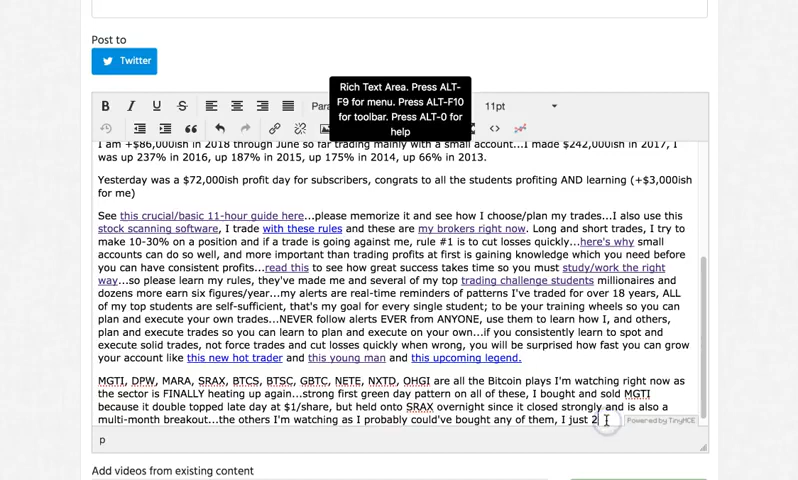 Post to
Twitter
Rich Text Area. Press ALT-
F9 for menu. Press ALT-F10
for toolbar. Press ALT-0 for
help
B I U S Para 11pt
I am +$86,000ish in 2018 through June so far trading mainly with a small account...I made $242,000ish in 2017, I
was up 237% in 2016, up 187% in 2015, up 175% in 2014, up 66% in 2013.
Yesterday was a $72,000ish profit day for subscribers, congrats to all the students profiting AND learning (+$3,000ish
for me)
See this crucial/basic 11-hour guide here...please memorize it and see how I choose/plan my trades...I also use this
stock scanning software, I trade with these rules and these are my brokers right now. Long and short trades, I try to
make 10-30% on a position and if a trade is going against me, rule #1 is to cut losses quickly...here's why small
accounts can do so well, and more important than trading profits at first is gaining knowledge which you need before
you can have consistent profits...read this to see how great success takes time so you must study/work the right
way...so please learn my rules, they've made me and several of my top trading challenge students millionaires and
dozens more earn six figures/year...my alerts are real-time reminders of patterns I've traded for over 18 years, ALL
of my top students are self-sufficient, that's my goal for every single student; to be your training wheels so you can
plan and execute your own trades...NEVER follow alerts EVER from ANYONE, use them to learn how I, and others,
plan and execute trades so you can learn to plan and execute on your own...if you consistently learn to spot and
execute solid trades, not force trades and cut losses quickly when wrong, you will be surprised how fast you can grow
your account like this new hot trader and this young man and this upcoming legend.
MGTI, DPW, MARA, SRAX, BTCS, BTSC, GBTC, NETE, NXTD, OHGI are all the Bitcoin plays I'm watching right now as
the sector is FINALLY heating up again...strong first green day pattern on all of these, I bought and sold MGTI
because it double topped late day at $1/share, but held onto SRAX overnight since it closed strongly and is also a
multi-month breakout...the others I'm watching as I probably could've bought any of them, I just 2
Powered by TinyMCE
p
Add videos from existing content